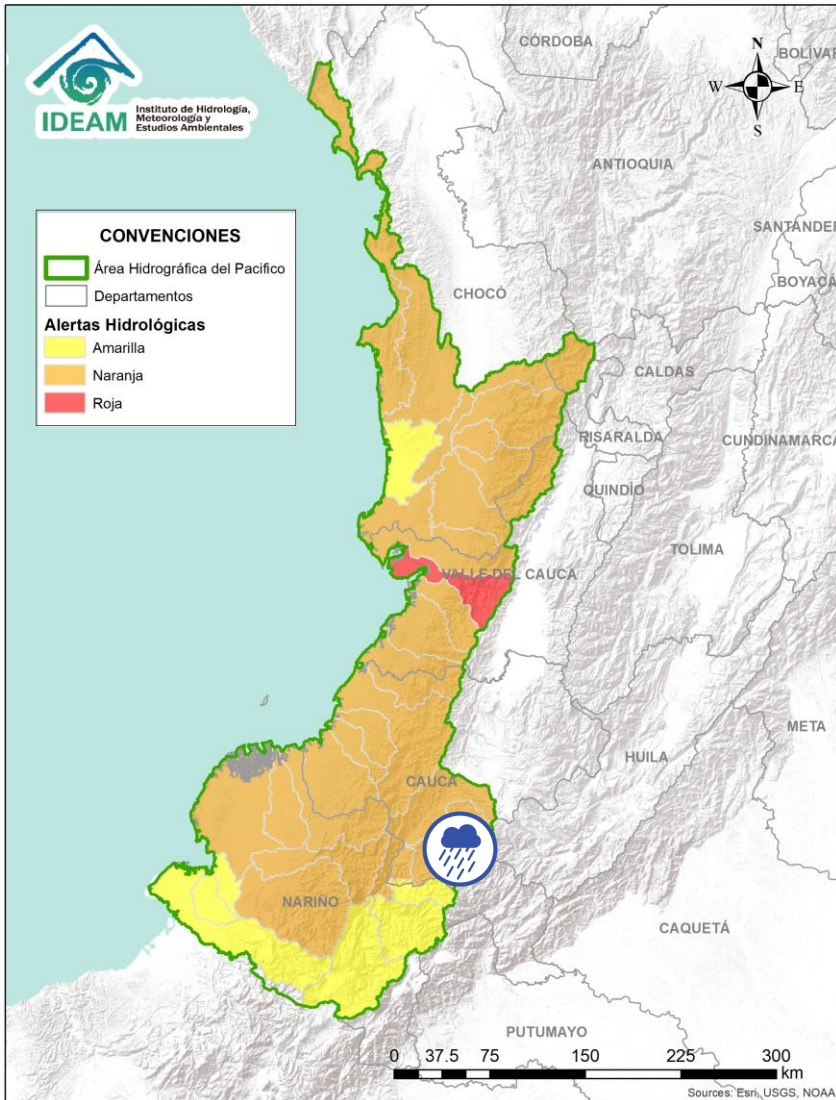 IDEAM
Instituto de Hidrología,
Meteorología y
Estudios Ambientales
CÓRDOBA
BOLÍVAR
N
W
E
S
ANTIOQUIA
SANTANDER
BOYACÁ
CONVENCIONES
Área Hidrográfica del Pacifico
Departamentos
Alertas Hidrológicas
Amarilla
Naranja
Roja
CHOCÓ
CALDAS
RISARALDA
CUNDINAMARCA
QUINDÍO
TOLIMA
VALLE DEL CAUCA
META
HUILA
CAUCA
NARIÑO
CAQUETÁ
PUTUMAYO
0 37.5 75 150 225 300
km
Sources: Esri, USGS, NOAA